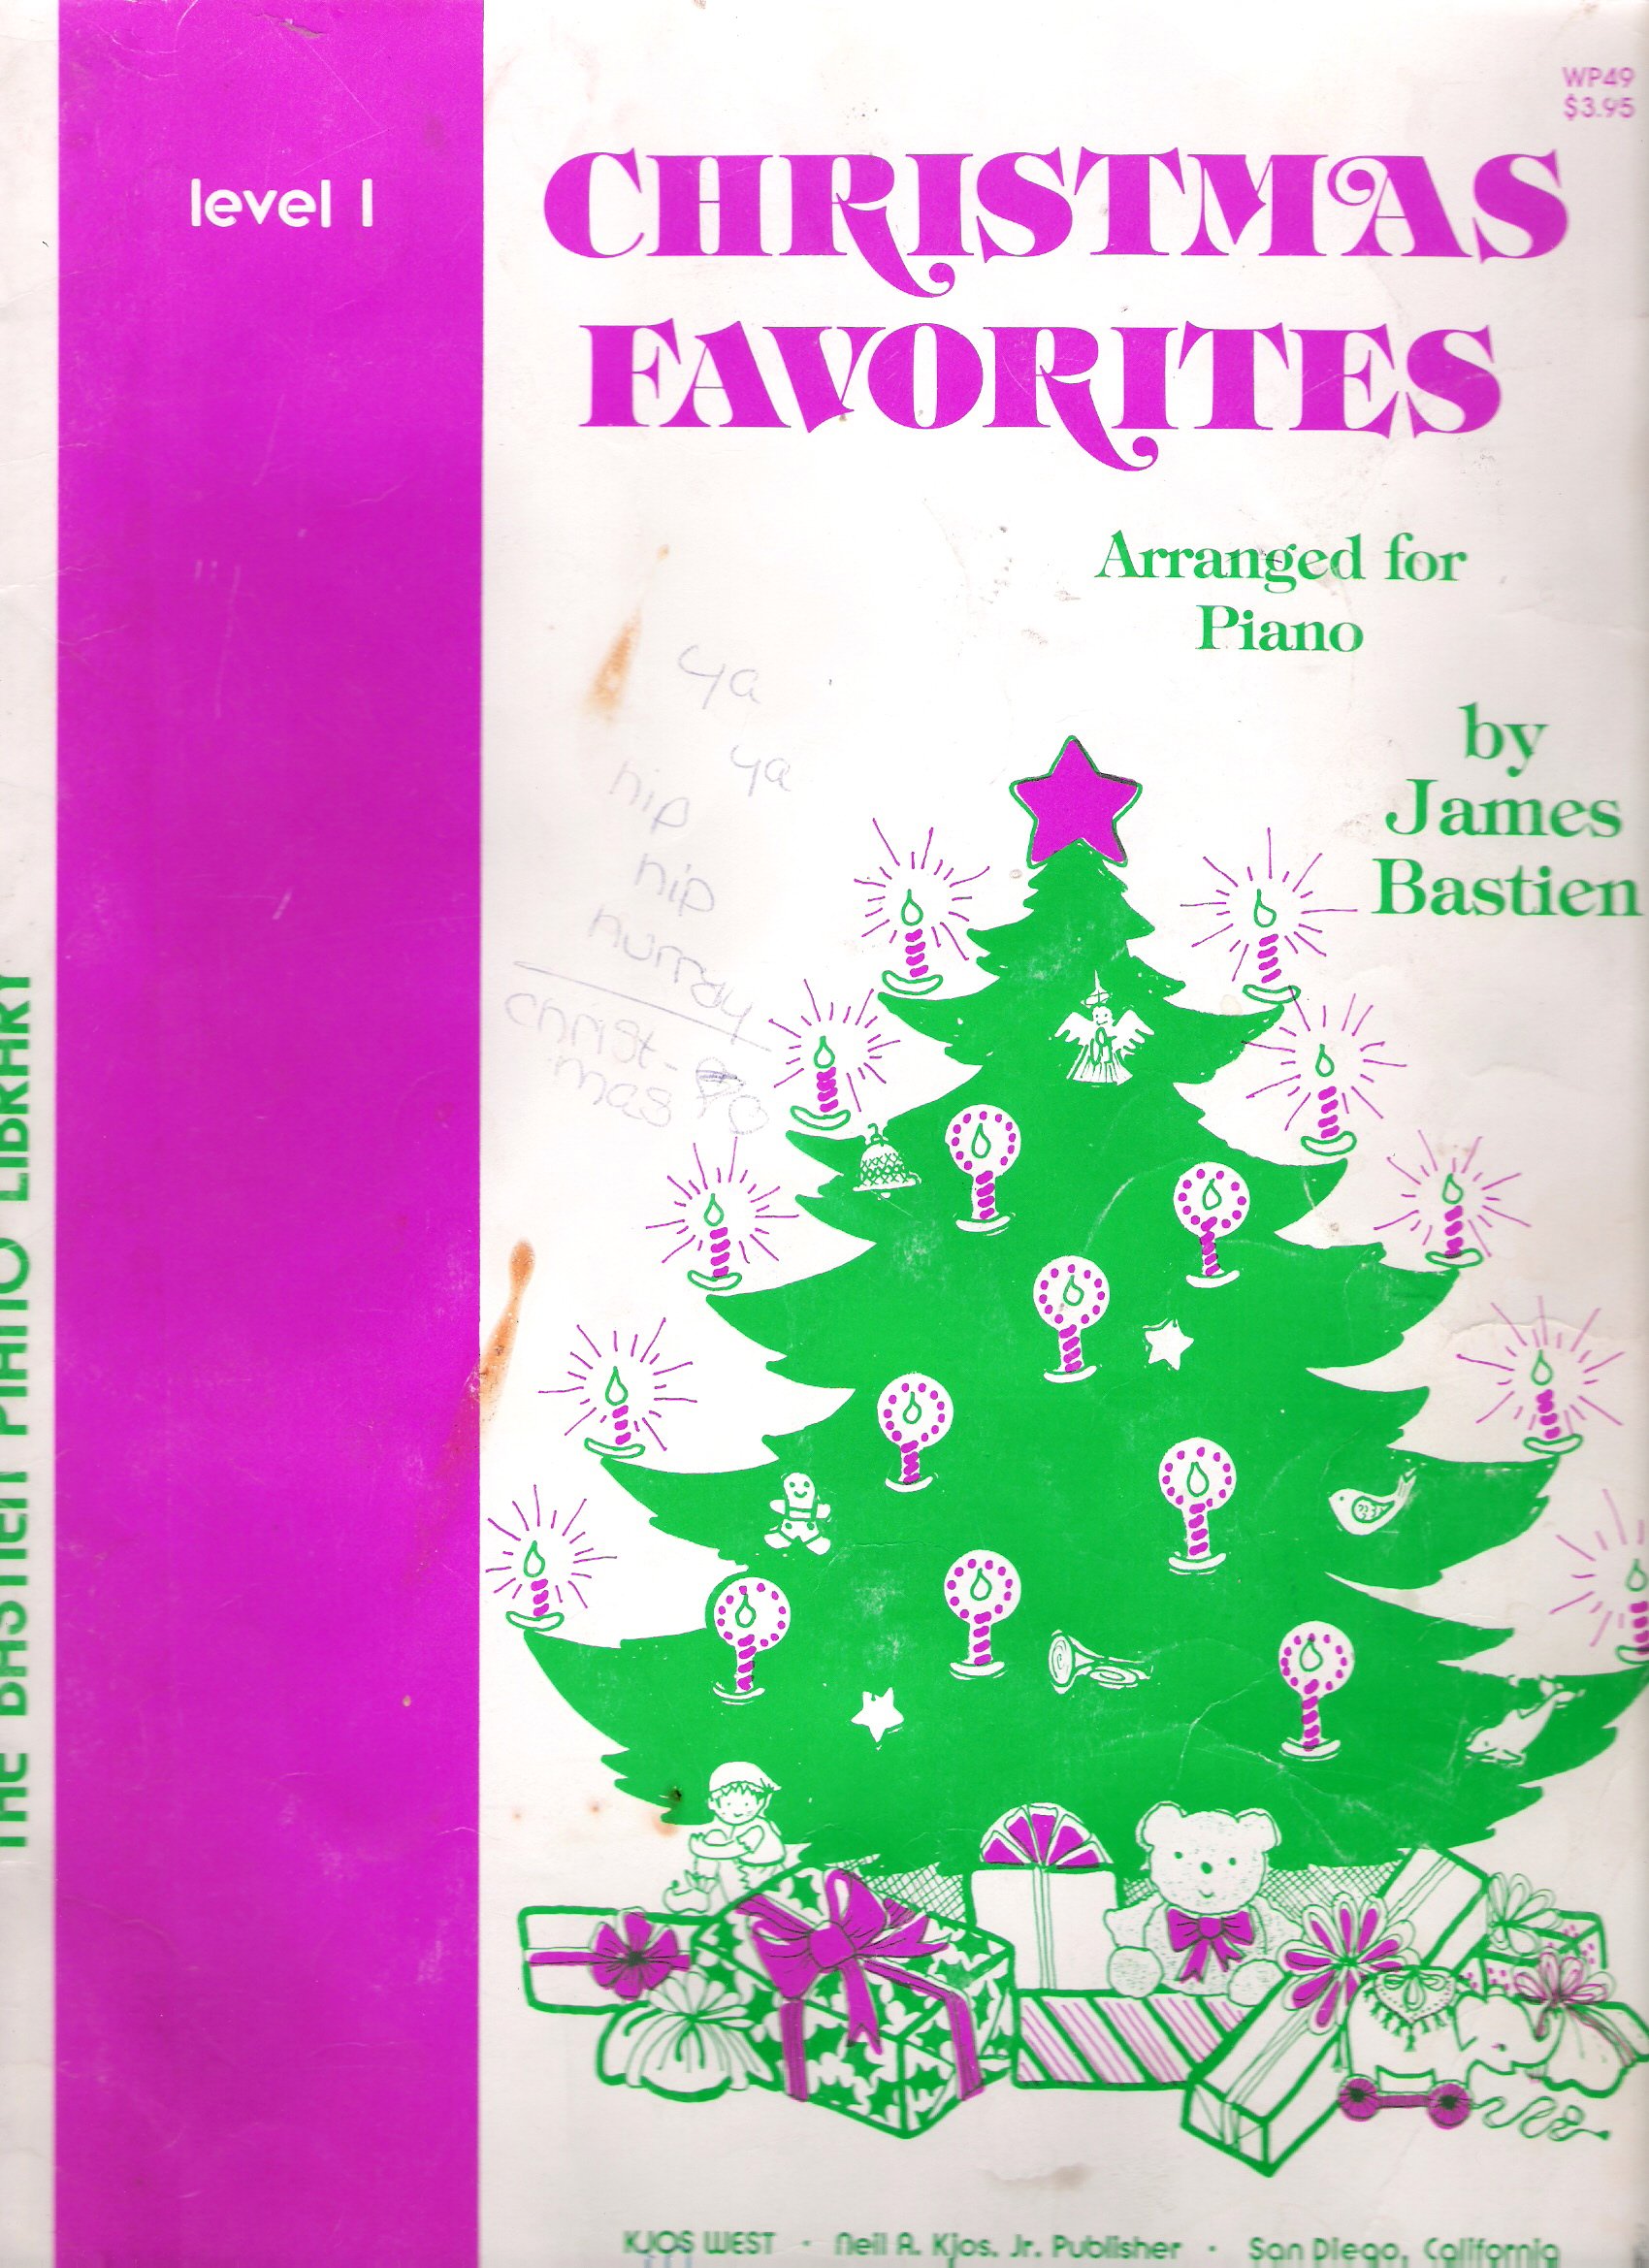 WP49
$3.95
level 1
CHRISTMAS
FAVORITES
Arranged for
Piano
by
James
Bastien
ya
ya
hip
hip
hurray
christ-
mas
THE BASTIEN PIANO LIBRARY
KJOS WEST · Neil A. Kjos, Jr. Publisher · San Diego, California